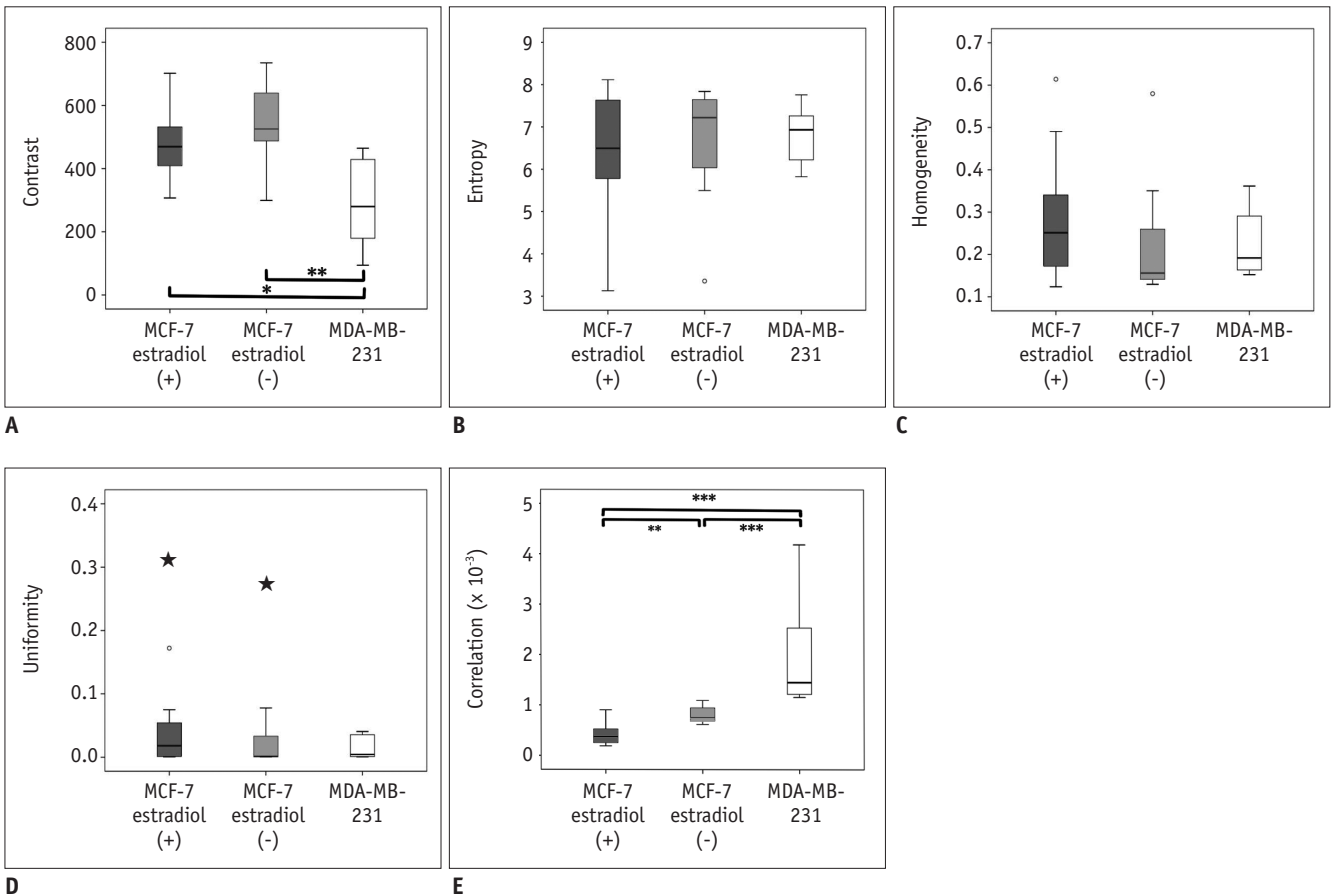 800
600
400
200
0
Contrast
**
*
MCF-7 estradiol (+)
MCF-7 estradiol (-)
MDA-MB-231
A
9
8
7
6
5
4
3
Entropy
MCF-7 estradiol (+)
MCF-7 estradiol (-)
MDA-MB-231
B
0.7
0.6
0.5
0.4
0.3
0.2
0.1
Homogeneity
MCF-7 estradiol (+)
MCF-7 estradiol (-)
MDA-MB-231
C
0.4
0.3
0.2
0.1
0.0
Uniformity
MCF-7 estradiol (+)
MCF-7 estradiol (-)
MDA-MB-231
D
5
4
3
2
1
0
Correlation (x 10-3)
***
**
***
MCF-7 estradiol (+)
MCF-7 estradiol (-)
MDA-MB-231
E